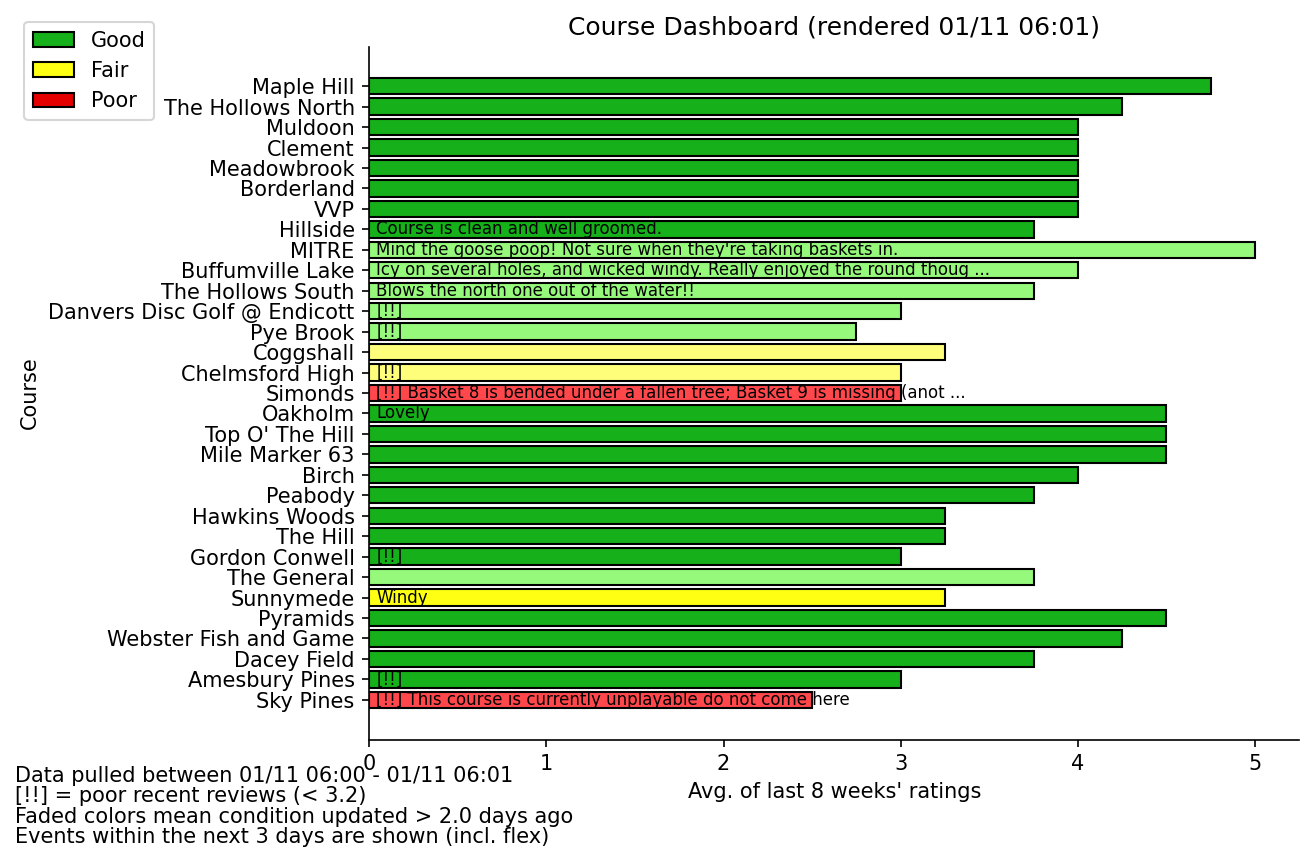 Course Dashboard (rendered 01/11 06:01)
Good
Fair
Poor
Course
Maple Hill
The Hollows North
Muldoon
Clement
Meadowbrook
Borderland
VVP
Hillside Course is clean and well groomed.
MITRE Mind the goose poop! Not sure when they're taking baskets in.
Buffumville Lake Icy on several holes, and wicked windy. Really enjoyed the round thoug ...
The Hollows South Blows the north one out of the water!!
Danvers Disc Golf @ Endicott [!!]
Pye Brook [!!]
Coggshall
Chelmsford High [!!]
Simonds [!!] Basket 8 is bended under a fallen tree; Basket 9 is missing (anot ...
Oakholm Lovely
Top O' The Hill
Mile Marker 63
Birch
Peabody
Hawkins Woods
The Hill
Gordon Conwell [!!]
The General
Sunnymede Windy
Pyramids
Webster Fish and Game
Dacey Field
Amesbury Pines [!!]
Sky Pines [!!] This course is currently unplayable do not come here
0 1 2 3 4 5
Avg. of last 8 weeks' ratings
Data pulled between 01/11 06:00 - 01/11 06:01
[!!] = poor recent reviews (< 3.2)
Faded colors mean condition updated > 2.0 days ago
Events within the next 3 days are shown (incl. flex)